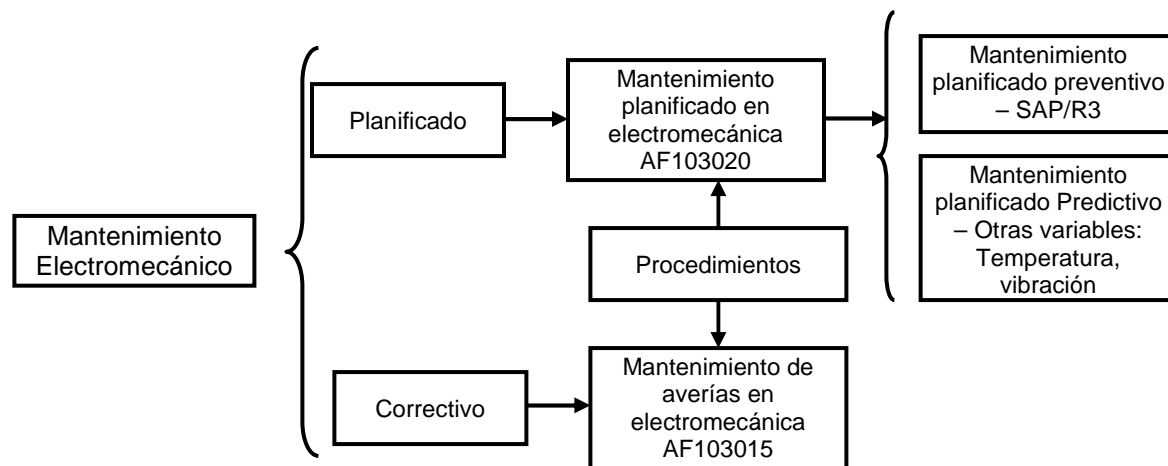 Mantenimiento
Electromecánico
Planificado
Mantenimiento
planificado en
electromecánica
AF103020
Mantenimiento
planificado preventivo
– SAP/R3
Mantenimiento
planificado Predictivo
– Otras variables:
Temperatura,
vibración
Procedimientos
Correctivo
Mantenimiento de
averías en
electromecánica
AF103015